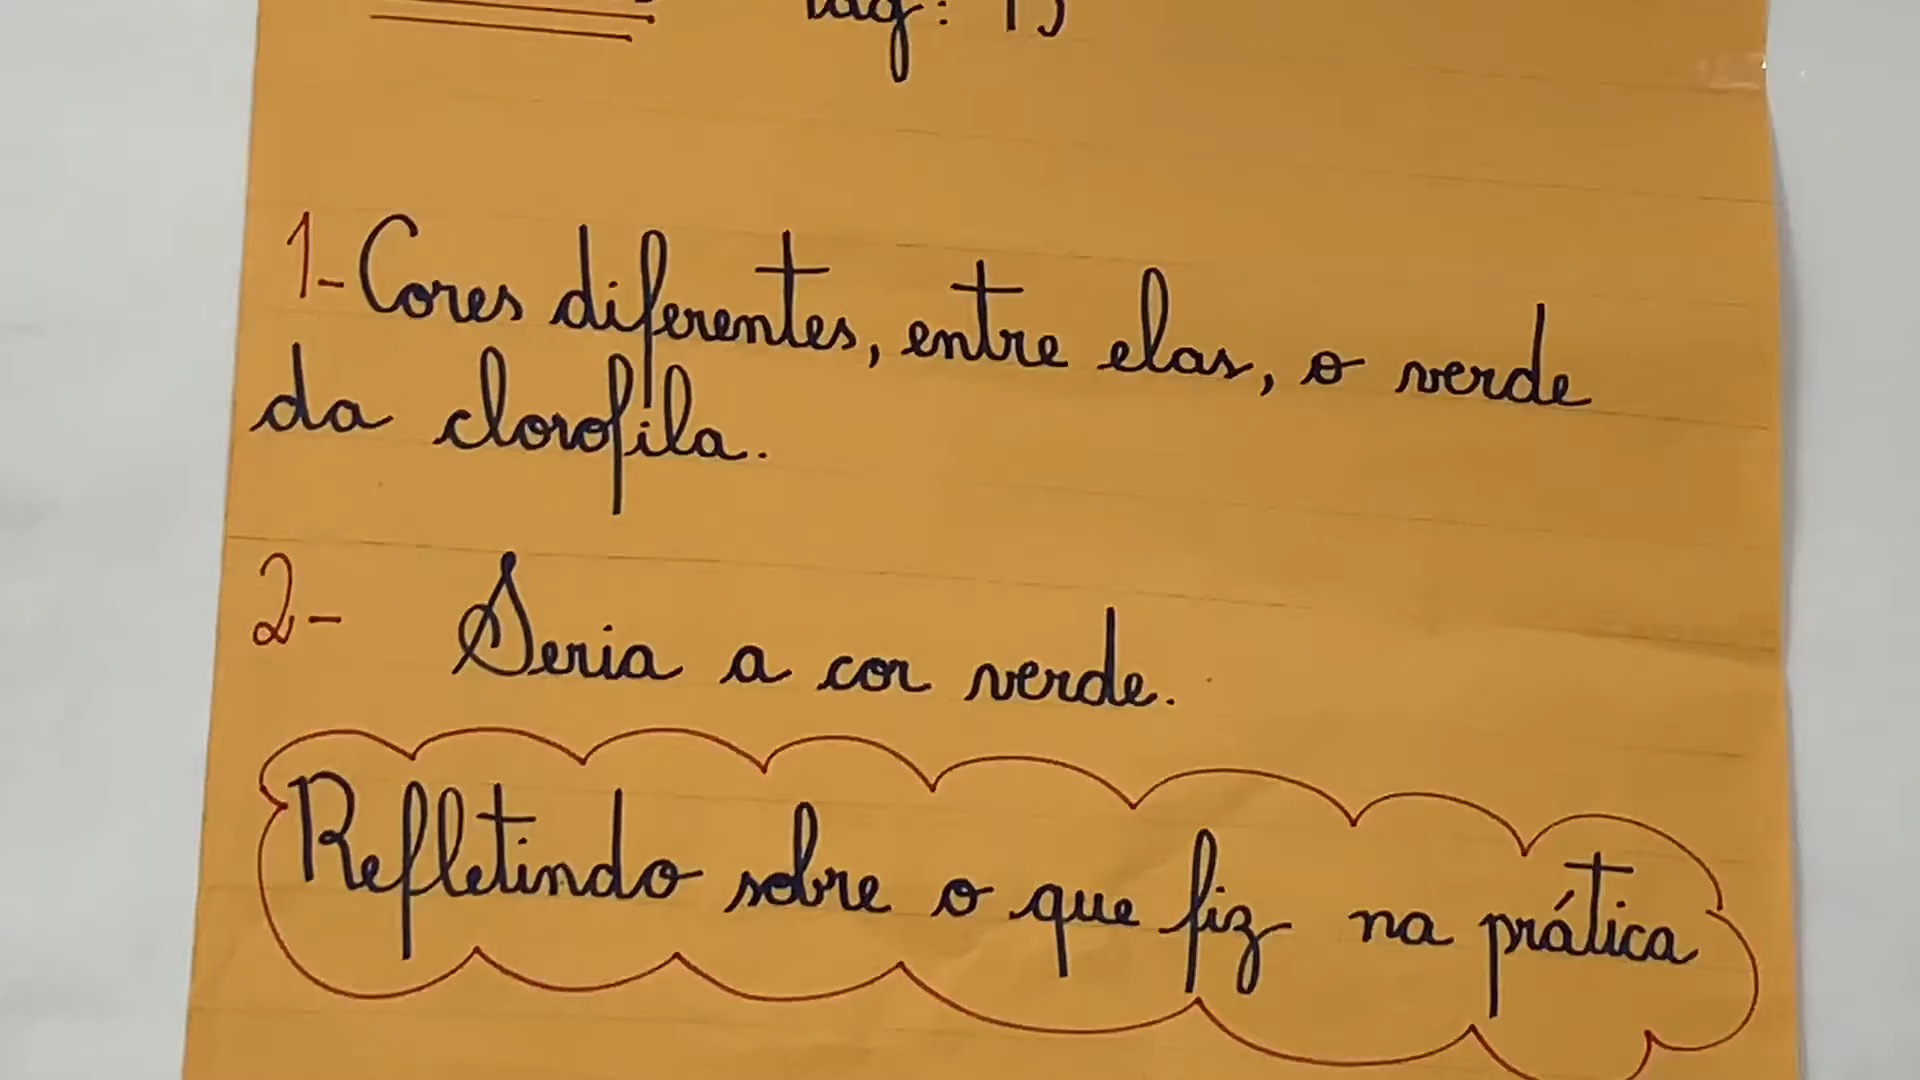 1- Cores diferentes, entre elas, o verde
da clorofila.
2- Seria a cor verde.
Refletindo sobre o que fiz na prática